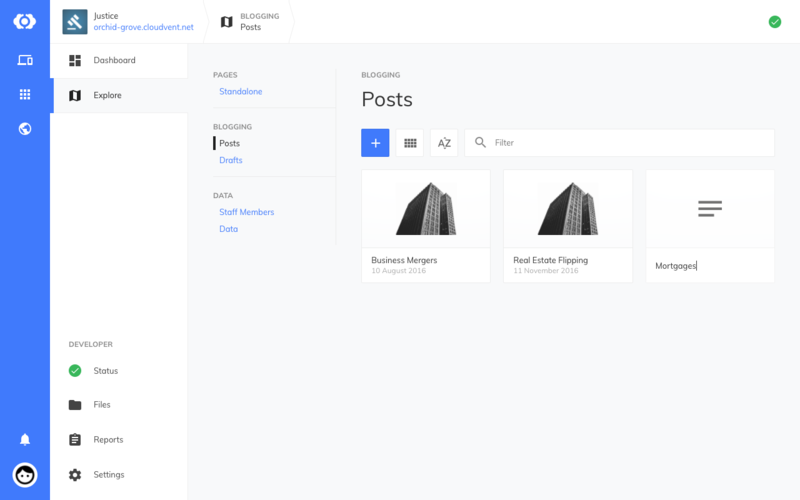 Justice
orchid-grove.cloudvent.net
BLOGGING
Posts
Dashboard
Explore
DEVELOPER
Status
Files
Reports
Settings
PAGES
Standalone
BLOGGING
Posts
Drafts
DATA
Staff Members
Data
BLOGGING
Posts
AZ
Filter
Business Mergers
10 August 2016
Real Estate Flipping
11 November 2016
Mortgages